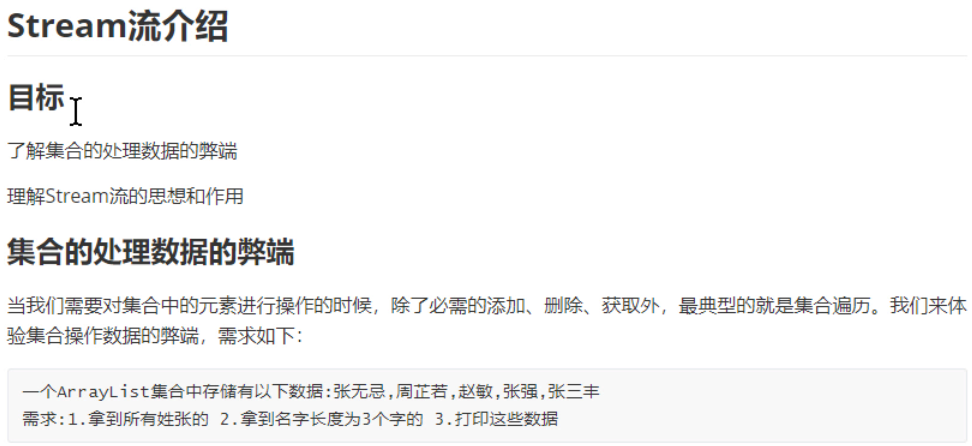 Stream流介绍
目标
了解集合的处理数据的弊端
理解Stream流的思想和作用
集合的处理数据的弊端
当我们需要对集合中的元素进行操作的时候，除了必需的添加、删除、获取外，最典型的就是集合遍历。我们来体
验集合操作数据的弊端，需求如下：
一个ArrayList集合中存储有以下数据:张无忌,周芷若,赵敏,张强,张三丰
需求:1.拿到所有姓张的 2.拿到名字长度为3个字的 3.打印这些数据